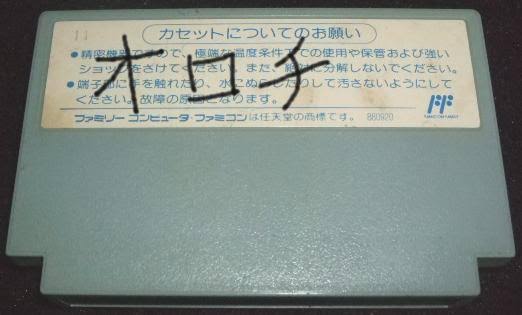 11
カセットについてのお願い
●精密機器ですので、極端な温度条件下での使用や保管および強い
ショックをさけてください。また、絶対に分解しないでください。
●端子部に手を触れたり、水にぬらしたりして汚さないようにして
ください。故障の原因となります。
オロチ
ファミリーコンピュータ・ファミコンは任天堂の商標です。 880920
FAMICOM FAMILY